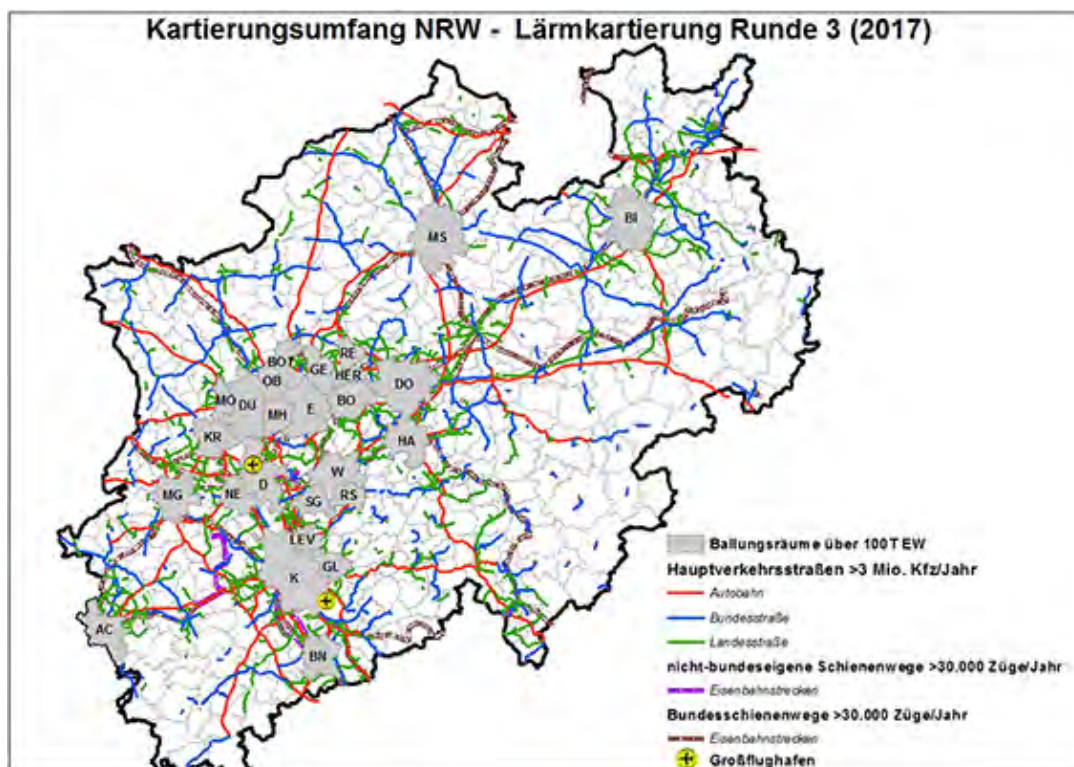 Kartierungsumfang NRW - Lärmkartierung Runde 3 (2017)
BI
MS
BOT
GE
RE
OB
HER
DO
MO
DU
MH
E
BO
KR
HA
MG
NE
D
W
SG
RS
LEV
K
GL
AC
BN
Ballungsräume über 100T EW
Hauptverkehrsstraßen >3 Mio. Kfz/Jahr
Autobahn
Bundesstraße
Landesstraße
nicht-bundeseigene Schienenwege >30.000 Züge/Jahr
Eisenbahnstrecken
Bundesschienenwege >30.000 Züge/Jahr
Eisenbahnstrecken
Großflughafen